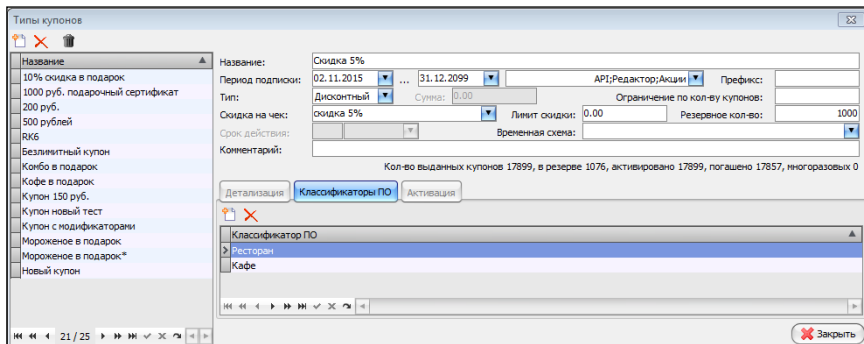 Типы купонов
Название
10% скидка в подарок
1000 руб. подарочный сертификат
200 руб.
500 рублей
RK6
Безлимитный купон
Комбо в подарок
Кофе в подарок
Купон 150 руб.
Купон новый тест
Купон с модификаторами
Мороженое в подарок
Мороженое в подарок*
Новый купон
21 / 25
Название: Скидка 5%
Период подписки: 02.11.2015 ... 31.12.2099 API;Редактор;Акции Префикс:
Тип: Дисконтный Сумма: 0.00 Ограничение по кол-ву купонов:
Скидка на чек: скидка 5% Лимит скидки: 0.00 Резервное кол-во: 1000
Срок действия: Временная схема:
Комментарий:
Кол-во выданных купонов 17899, в резерве 1076, активировано 17899, погашено 17857, многоразовых 0
Детализация Классификаторы ПО Активация
Классификатор ПО
Ресторан
Кафе
Закрыть